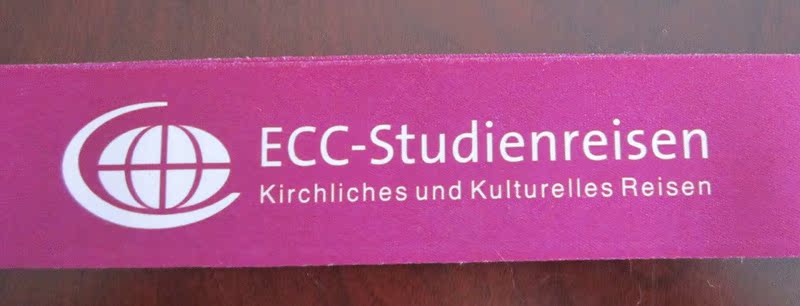 ECC-Studienreisen
Kirchliches und Kulturelles Reisen